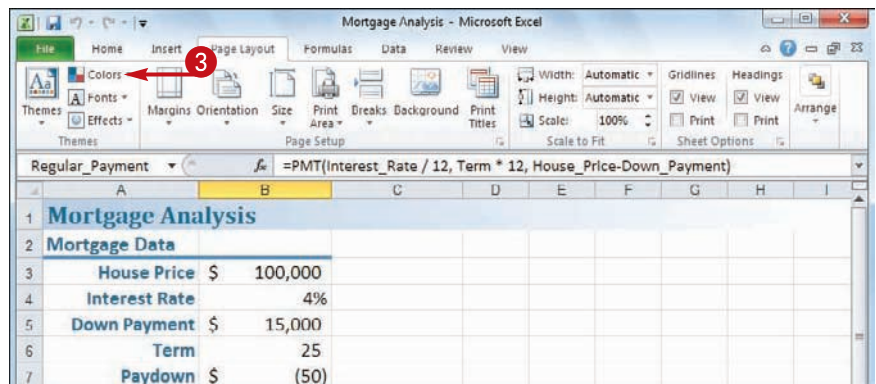 Mortgage Analysis - Microsoft Excel
File Home Insert Page Layout Formulas Data Review View
3
Colors
Fonts
Effects
Themes
Themes
Margins Orientation Size Print Area Breaks Background Print Titles
Page Setup
Width: Automatic
Height: Automatic
Scale: 100%
Scale to Fit
Gridlines Headings
View View
Print Print
Sheet Options
Arrange
Regular_Payment fx =PMT(Interest_Rate / 12, Term * 12, House_Price-Down_Payment)
A B C D E F G H I
1 Mortgage Analysis
2 Mortgage Data
3 House Price $ 100,000
4 Interest Rate 4%
5 Down Payment $ 15,000
6 Term 25
7 Paydown $ (50)